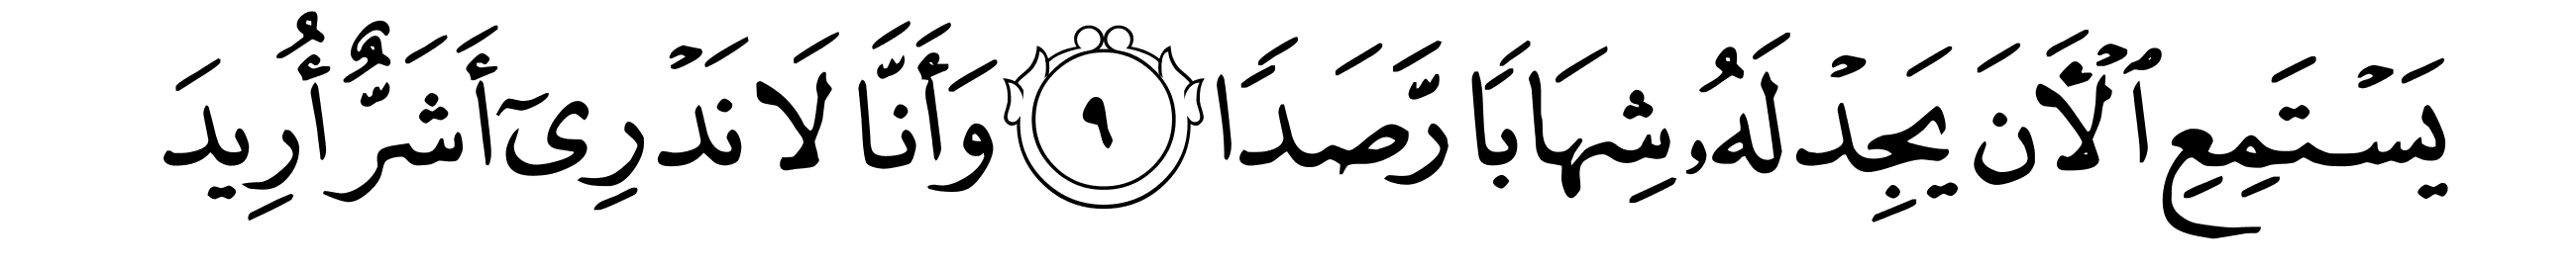 يَسْتَمِعِ ٱلْأَنَ يَجِدْ لَهُۥ شِهَابًا رَّصَدًا ٩ وَأَنَّا لَا نَدْرِىٓ أَشَرٌّ أُرِيدَ